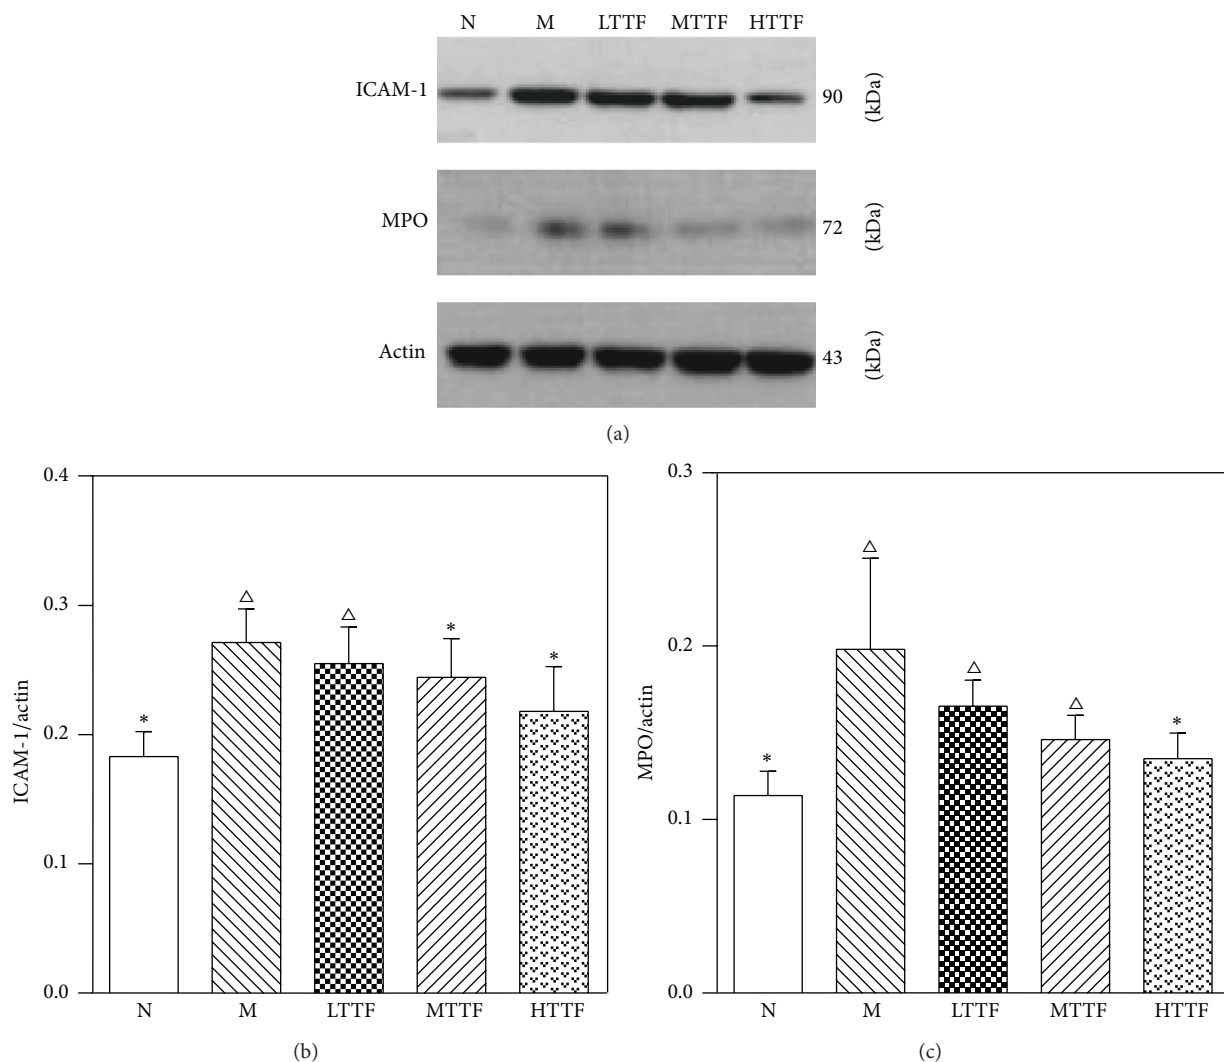 N M LTTF MTTF HTTF
ICAM-1 90 (kDa)
MPO 72 (kDa)
Actin 43 (kDa)
(a)
0.4
0.3
0.2
0.1
0.0
ICAM-1/actin
* △ △ * *
N M LTTF MTTF HTTF
(b)
0.3
0.2
0.1
0.0
MPO/actin
* △ △ △ *
N M LTTF MTTF HTTF
(c)